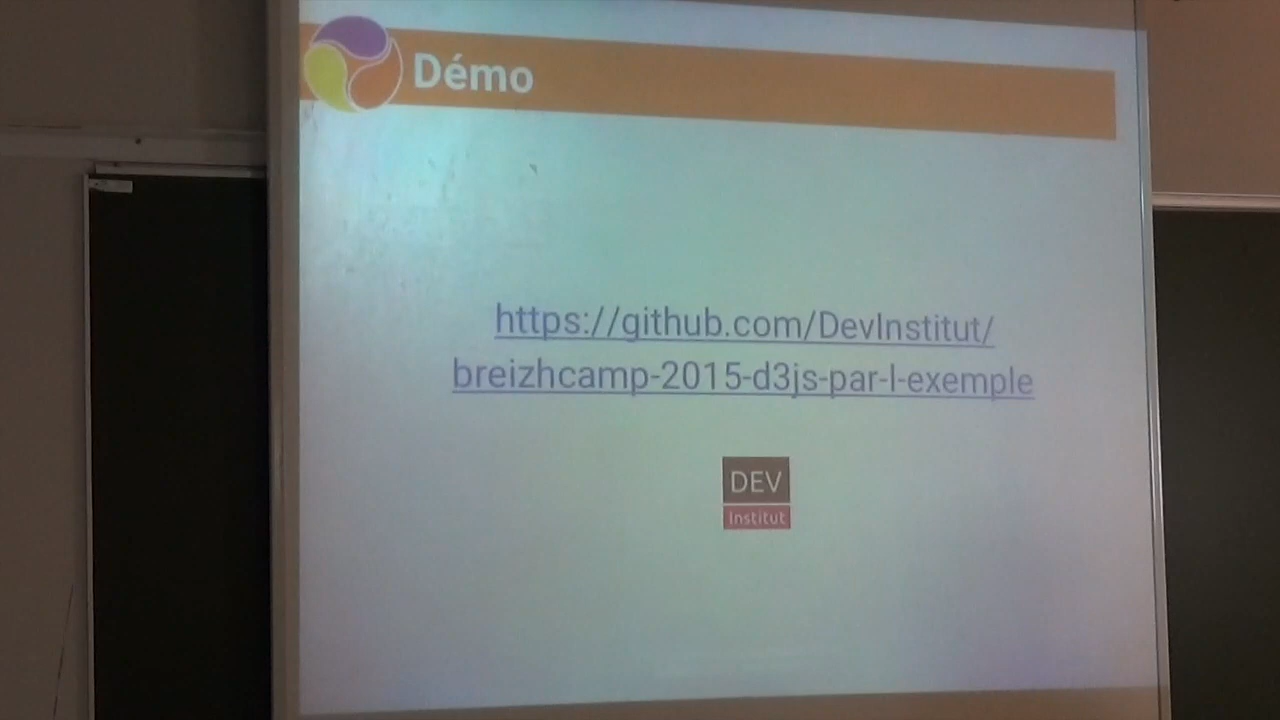 Démo
https://github.com/DevInstitut/
breizhcamp-2015-d3js-par-l-exemple
DEV
Institut